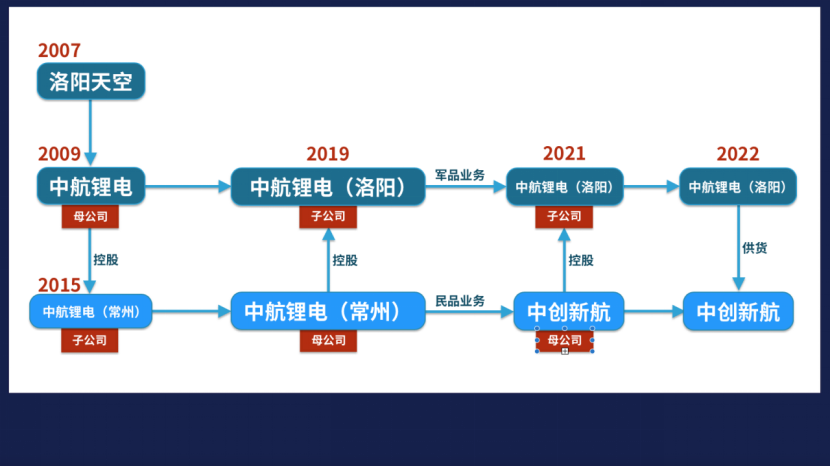 2007
洛阳天空
2009
2019
2021
2022
中航锂电
中航锂电（洛阳）
军品业务
中航锂电（洛阳）
中航锂电（洛阳）
母公司
子公司
子公司
控股
控股
控股
供货
2015
中航锂电（常州）
中航锂电（常州）
民品业务
中创新航
中创新航
子公司
母公司
母公司